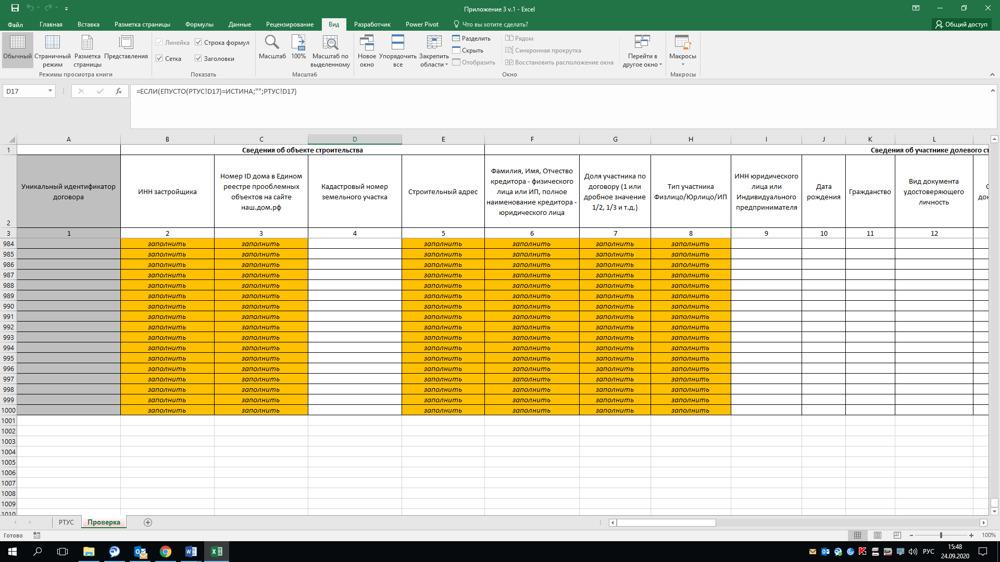 Приложение 3 v.1 - Excel
Файл Главная Вставка Разметка страницы Формулы Данные Рецензирование Вид Разработчик Power Pivot Что вы хотите сделать? Общий доступ
Обычный Страничный режим Разметка страницы Представления
Режимы просмотра книги
Линейка Строка формул
Сетка Заголовки
Показать
Масштаб 100% Масштаб по выделенному
Масштаб
Новое окно Упорядочить все Закрепить области
Разделить
Скрыть
Отобразить
Рядом
Синхронная прокрутка
Восстановить расположение окна
Перейти в другое окно
Окно
Макросы
Макросы
D17 fx =ЕСЛИ(ЕПУСТО(РТУС!D17)=ИСТИНА;"";РТУС!D17)
A B C D E F G H I J K L
1 Сведения об объекте строительства Сведения об участнике долевого ст
2
Уникальный идентификатор договора
ИНН застройщика
Номер ID дома в Едином реестре прооблемных объектов на сайте наш.дом.рф
Кадастровый номер земельного участка
Строительный адрес
Фамилия, Имя, Отчество кредитора - физического лица или ИП, полное наименование кредитора - юридического лица
Доля участника по договору (1 или дробное значение 1/2, 1/3 и т.д.)
Тип участника Физлицо/Юрлицо/ИП
ИНН юридического лица или Индивидуального предпринимателя
Дата рождения
Гражданство
Вид документа удостоверяющего личность
3 1 2 3 4 5 6 7 8 9 10 11 12
984 заполнить заполнить заполнить заполнить заполнить заполнить
985 заполнить заполнить заполнить заполнить заполнить заполнить
986 заполнить заполнить заполнить заполнить заполнить заполнить
987 заполнить заполнить заполнить заполнить заполнить заполнить
988 заполнить заполнить заполнить заполнить заполнить заполнить
989 заполнить заполнить заполнить заполнить заполнить заполнить
990 заполнить заполнить заполнить заполнить заполнить заполнить
991 заполнить заполнить заполнить заполнить заполнить заполнить
992 заполнить заполнить заполнить заполнить заполнить заполнить
993 заполнить заполнить заполнить заполнить заполнить заполнить
994 заполнить заполнить заполнить заполнить заполнить заполнить
995 заполнить заполнить заполнить заполнить заполнить заполнить
996 заполнить заполнить заполнить заполнить заполнить заполнить
997 заполнить заполнить заполнить заполнить заполнить заполнить
998 заполнить заполнить заполнить заполнить заполнить заполнить
999 заполнить заполнить заполнить заполнить заполнить заполнить
1000 заполнить заполнить заполнить заполнить заполнить заполнить
1001
1002
1003
1004
1005
1006
1007
1008
1009
1010
РТУС Проверка
Готово 100%
РУС 15:48
24.09.2020